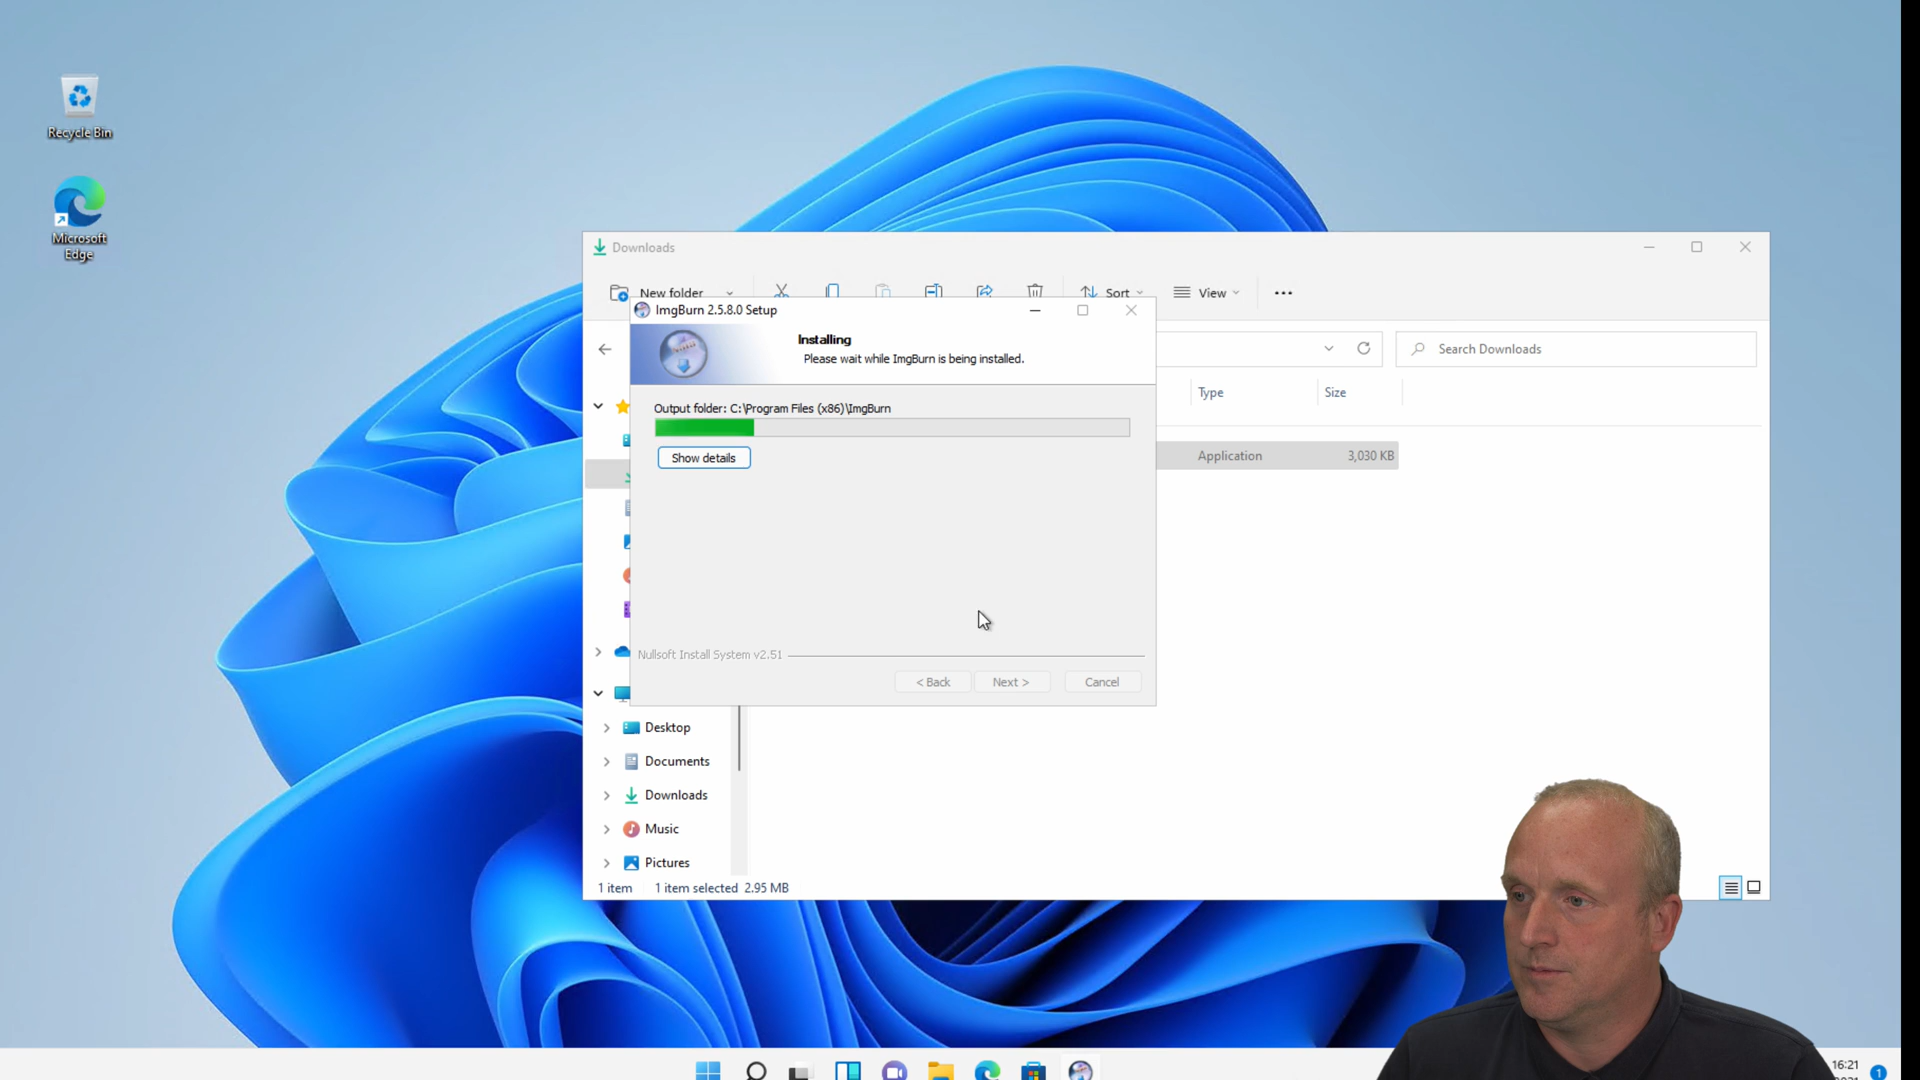 Recycle Bin
Microsoft
Edge
Downloads
New folder
Sort
View
ImgBurn 2.5.8.0 Setup
Installing
Please wait while ImgBurn is being installed.
Search Downloads
Type
Size
Output folder: C:\Program Files (x86)\ImgBurn
Show details
Application
3,030 KB
Nullsoft Install System v2.51
< Back
Next >
Cancel
Desktop
Documents
Downloads
Music
Pictures
1 item
1 item selected 2.95 MB
16:21
1